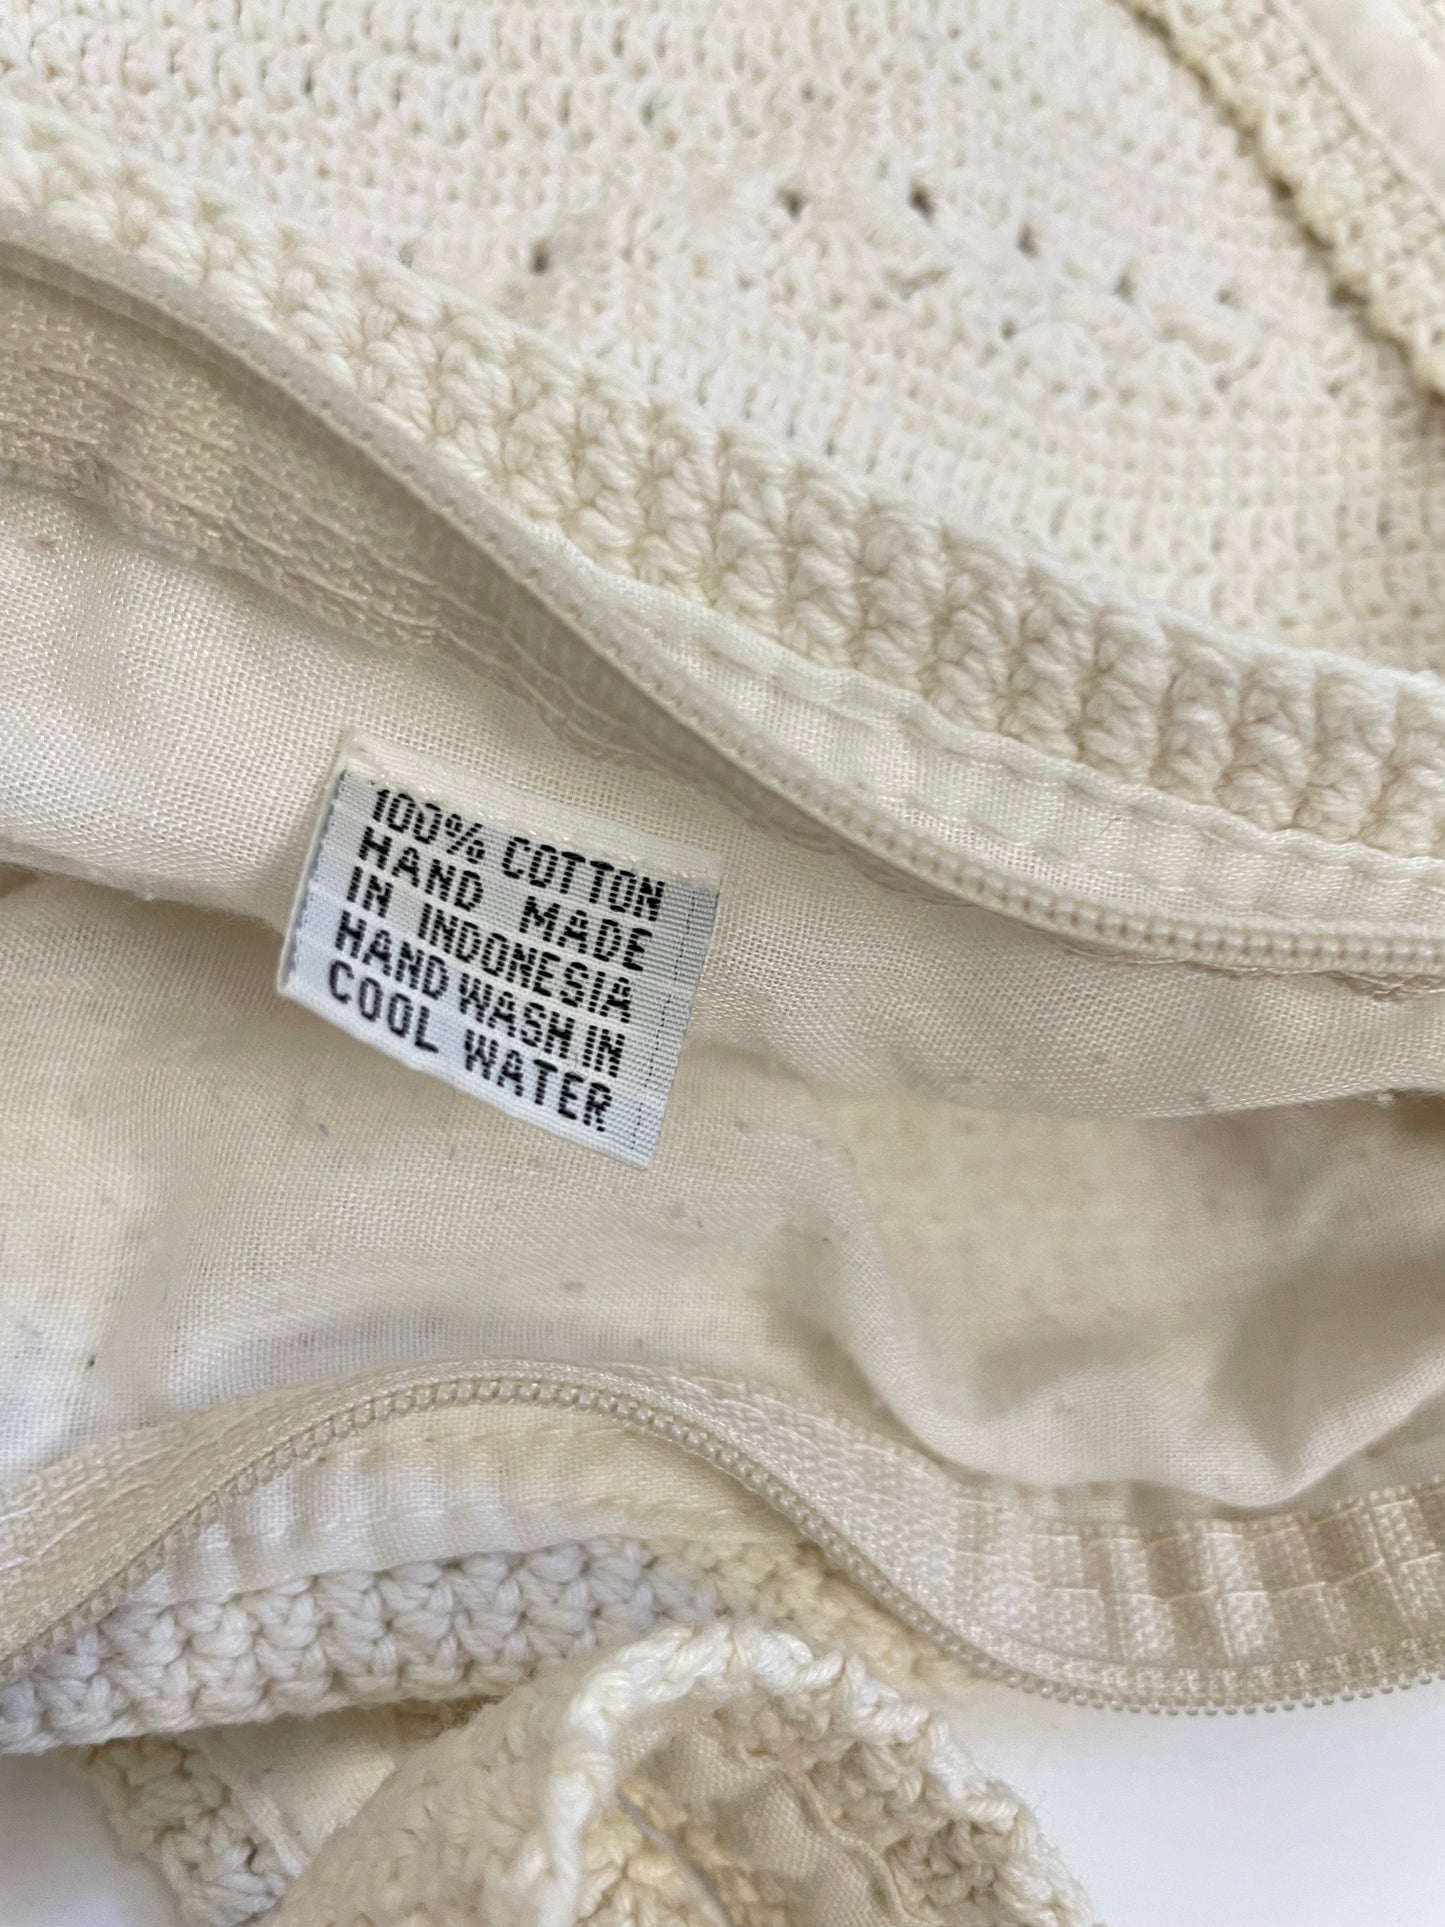 100% COTTON
HAND MADE
IN INDONESIA
HAND WASH IN
COOL WATER